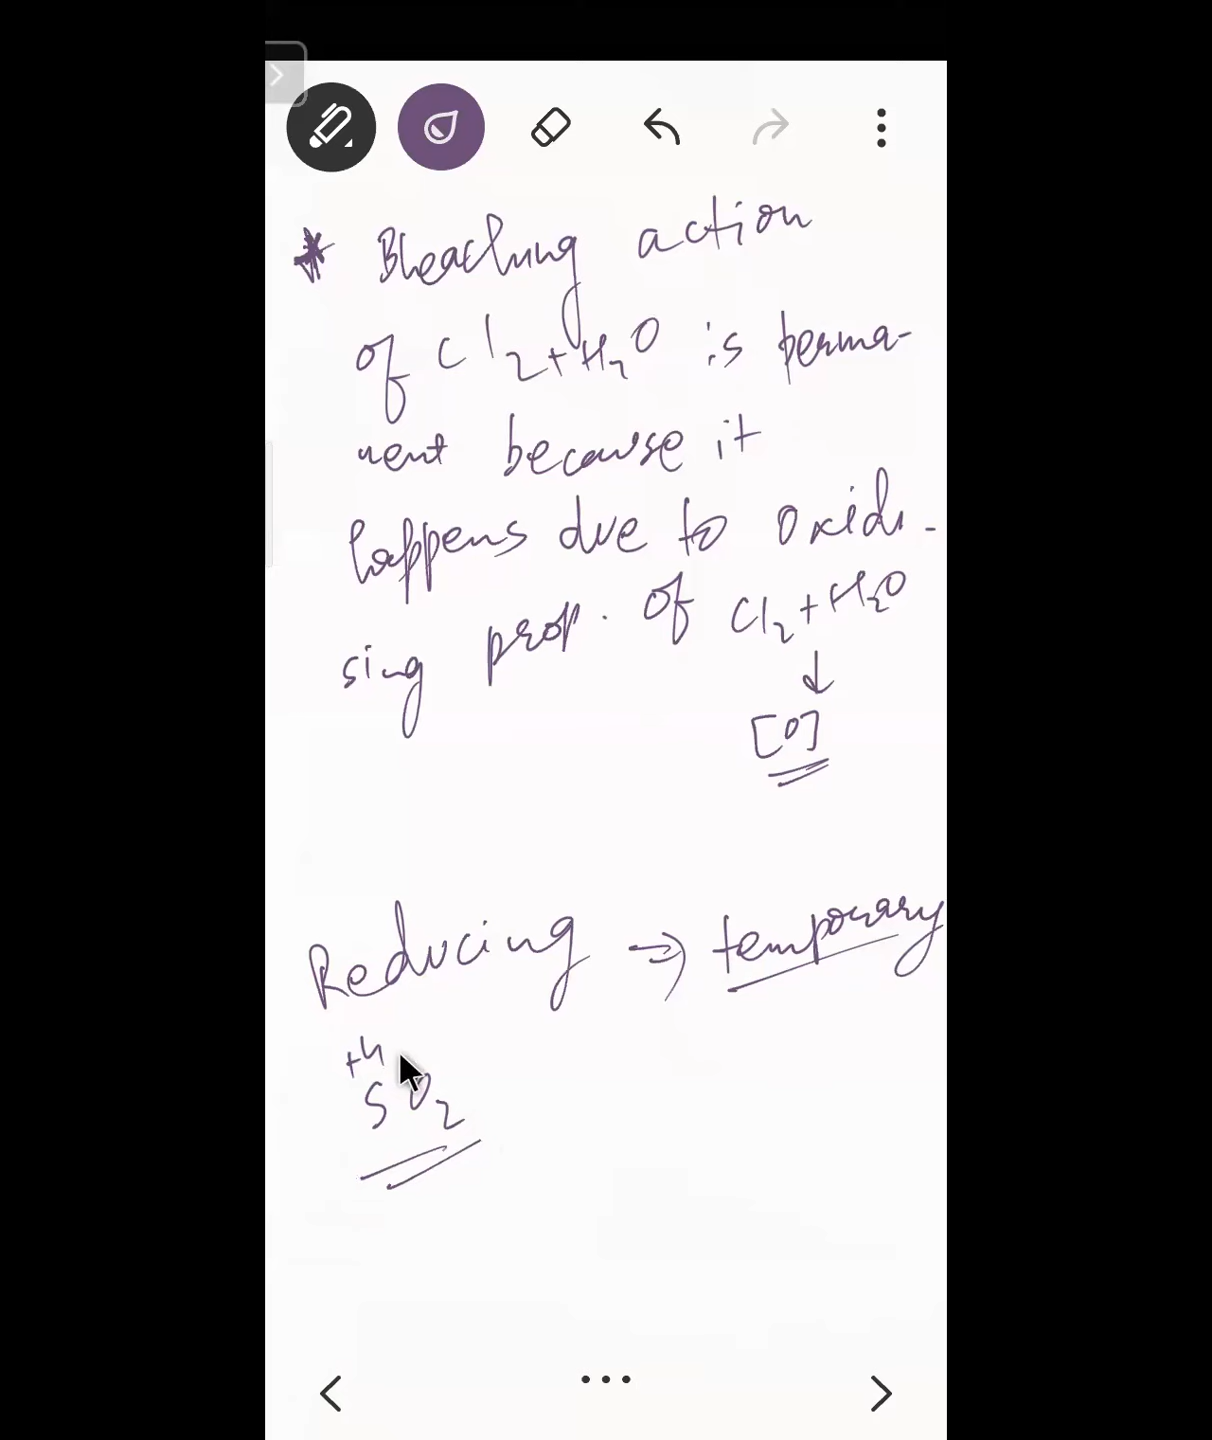 * Bleaching action
of Cl2+H2O is perma-
nent because it
happens due to oxidi-
sing prop. of Cl2+H2O
↓
[O]
Reducing → temporary
+4
SO2